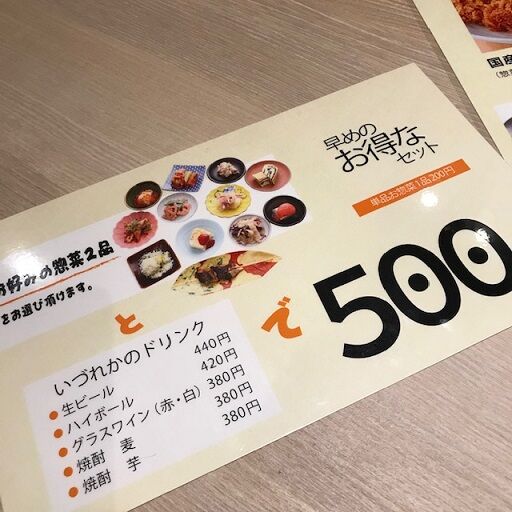 早めの
お得な
セット
単品お惣菜1品200円
お好みの惣菜2品
をお選び頂けます。
と
で
500
いづれかのドリンク
生ビール 440円
ハイボール 420円
グラスワイン(赤・白) 380円
焼酎 麦 380円
焼酎 芋 380円
国産